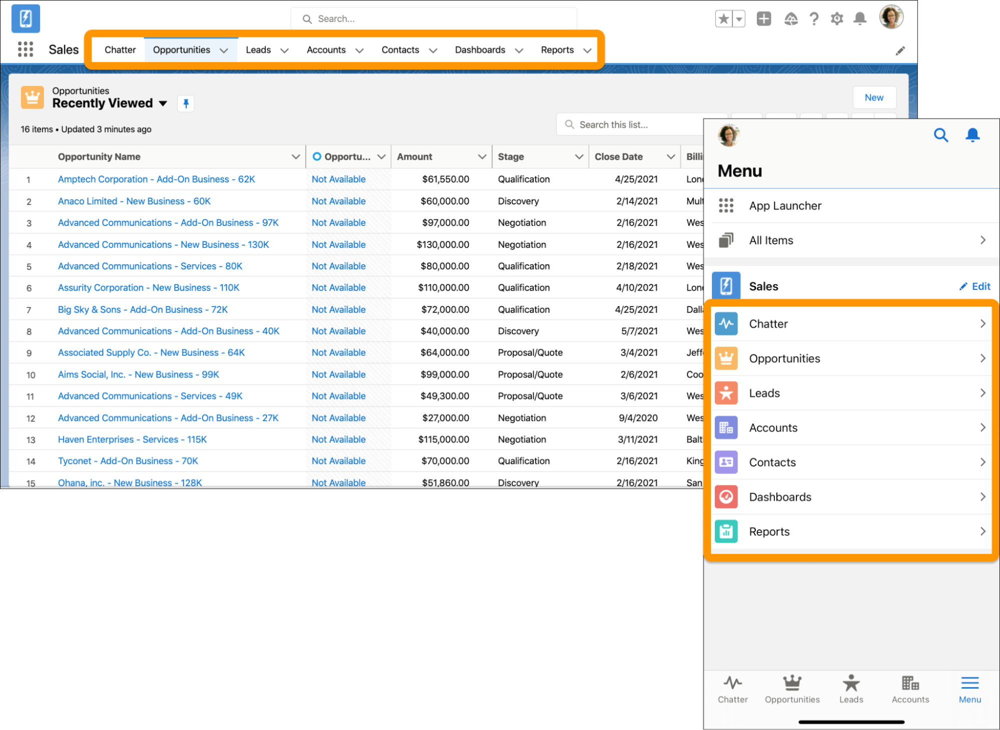 Search...
Sales Chatter Opportunities Leads Accounts Contacts Dashboards Reports
Opportunities
Recently Viewed
New
16 items • Updated 3 minutes ago
Search this list...
Opportunity Name Opportu... Amount Stage Close Date Billi
1 Amptech Corporation - Add-On Business - 62K Not Available $61,550.00 Qualification 4/25/2021 Lon
2 Anaco Limited - New Business - 60K Not Available $60,000.00 Discovery 2/14/2021 Mult
3 Advanced Communications - Add-On Business - 97K Not Available $97,000.00 Negotiation 2/16/2021 Wes
4 Advanced Communications - New Business - 130K Not Available $130,000.00 Negotiation 2/16/2021 Wes
5 Advanced Communications - Services - 80K Not Available $80,000.00 Qualification 2/18/2021 Wes
6 Assurity Corporation - New Business - 110K Not Available $110,000.00 Qualification 4/10/2021 Lon
7 Big Sky & Sons - Add-On Business - 72K Not Available $72,000.00 Qualification 4/25/2021 Dall
8 Advanced Communications - Add-On Business - 40K Not Available $40,000.00 Discovery 5/7/2021 Wes
9 Associated Supply Co. - New Business - 64K Not Available $64,000.00 Proposal/Quote 3/4/2021 Jeff
10 Aims Social, Inc. - New Business - 99K Not Available $99,000.00 Proposal/Quote 2/6/2021 Coo
11 Advanced Communications - Services - 49K Not Available $49,300.00 Proposal/Quote 3/6/2021 Wes
12 Advanced Communications - Add-On Business - 27K Not Available $27,000.00 Negotiation 9/4/2020 Wes
13 Haven Enterprises - Services - 115K Not Available $115,000.00 Negotiation 3/11/2021 Balt
14 Tyconet - Add-On Business - 70K Not Available $70,000.00 Qualification 2/16/2021 King
15 Ohana, inc. - New Business - 128K Not Available $51,860.00 Discovery 2/16/2021 San
Menu
App Launcher
All Items
Sales Edit
Chatter
Opportunities
Leads
Accounts
Contacts
Dashboards
Reports
Chatter Opportunities Leads Accounts Menu